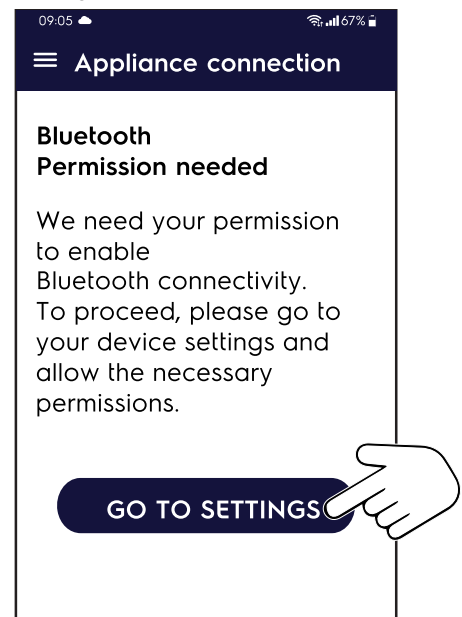 09:05 67%
Appliance connection
Bluetooth
Permission needed
We need your permission
to enable
Bluetooth connectivity.
To proceed, please go to
your device settings and
allow the necessary
permissions.
GO TO SETTINGS